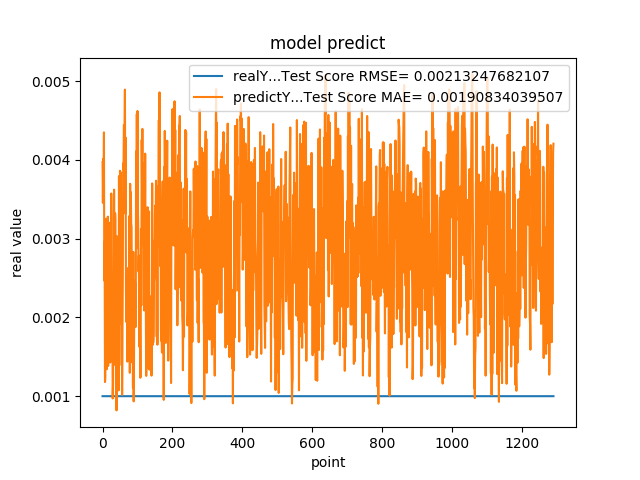 model predict
realY...Test Score RMSE= 0.00213247682107
predictY...Test Score MAE= 0.00190834039507
0.005
0.004
0.003
0.002
0.001
real value
0 200 400 600 800 1000 1200
point